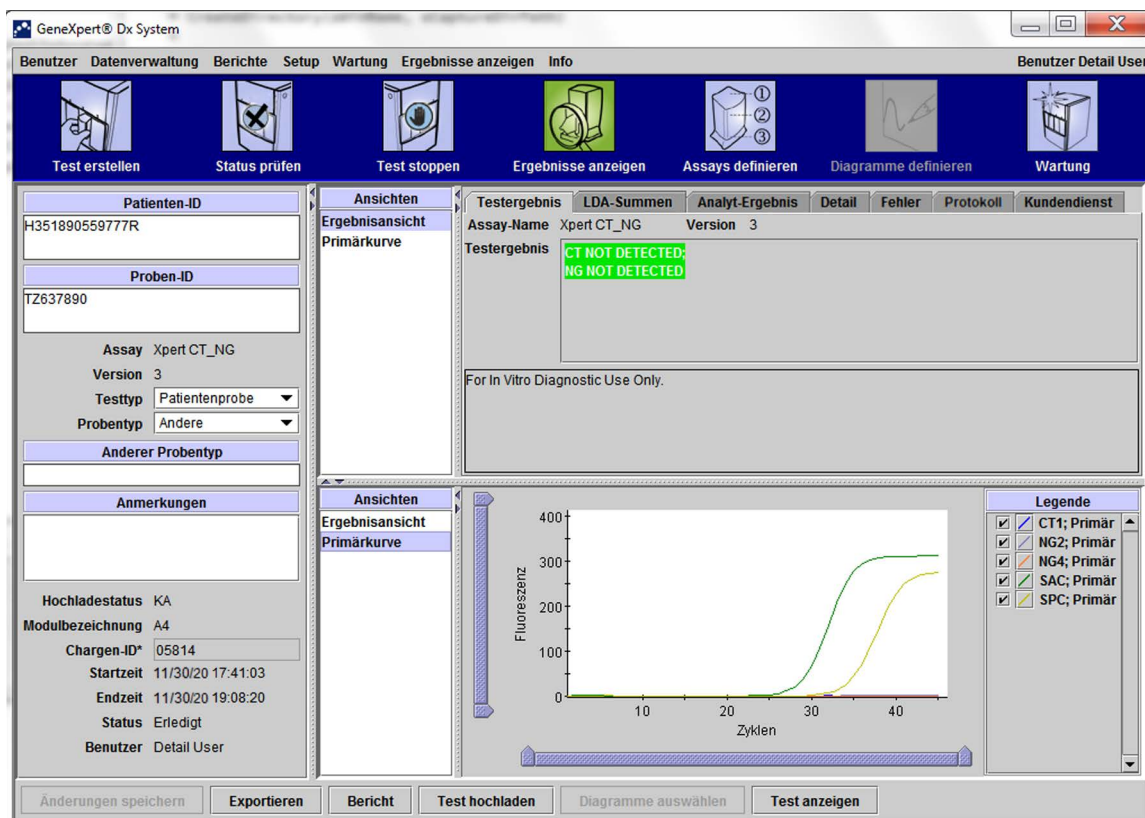 GeneXpert® Dx System
Benutzer Datenverwaltung Berichte Setup Wartung Ergebnisse anzeigen Info Benutzer Detail User
Test erstellen Status prüfen Test stoppen Ergebnisse anzeigen Assays definieren Diagramme definieren Wartung
Patienten-ID
H351890559777R
Proben-ID
TZ637890
Assay Xpert CT_NG
Version 3
Testtyp Patientenprobe
Probentyp Andere
Anderer Probentyp
Anmerkungen
Hochladestatus KA
Modulbezeichnung A4
Chargen-ID* 05814
Startzeit 11/30/20 17:41:03
Endzeit 11/30/20 19:08:20
Status Erledigt
Benutzer Detail User
Ansichten
Ergebnisansicht
Primärkurve
Testergebnis LDA-Summen Analyt-Ergebnis Detail Fehler Protokoll Kundendienst
Assay-Name Xpert CT_NG Version 3
Testergebnis CT NOT DETECTED;
NG NOT DETECTED
For In Vitro Diagnostic Use Only.
Ansichten
Ergebnisansicht
Primärkurve
400
300
200
100
0
Fluoreszenz
10 20 30 40
Zyklen
Legende
CT1; Primär
NG2; Primär
NG4; Primär
SAC; Primär
SPC; Primär
Änderungen speichern Exportieren Bericht Test hochladen Diagramme auswählen Test anzeigen